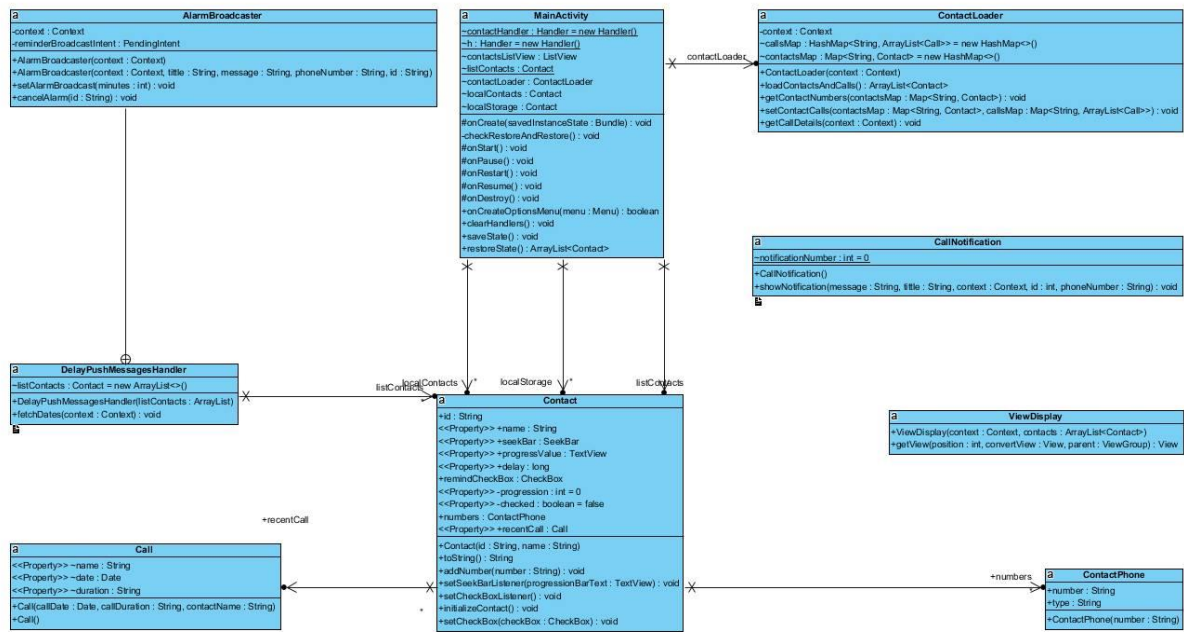 AlarmBroadcaster
-context : Context
-reminderBroadcastIntent : PendingIntent
+AlarmBroadcaster(context : Context)
+AlarmBroadcaster(context : Context, tittle : String, message : String, phoneNumber : String, id : String)
+setAlarmBroadcast(minutes : int) : void
+cancelAlarm(id : String) : void
MainActivity
~contactHandler : Handler = new Handler()
~h : Handler = new Handler()
~contactsListView : ListView
~listContacts : Contact
~contactLoader : ContactLoader
~localContacts : Contact
~localStorage : Contact
#onCreate(savedInstanceState : Bundle) : void
-checkRestoreAndRestore() : void
#onStart() : void
#onPause() : void
#onRestart() : void
#onResume() : void
#onDestroy() : void
+onCreateOptionsMenu(menu : Menu) : boolean
+clearHandlers() : void
+saveState() : void
+restoreState() : ArrayList<Contact>
contactLoader
ContactLoader
-context : Context
~callsMap : HashMap<String, ArrayList<Call>> = new HashMap<>()
~contactsMap : Map<String, Contact> = new HashMap<>()
+ContactLoader(context : Context)
+loadContactsAndCalls() : ArrayList<Contact>
+getContactNumbers(contactsMap : Map<String, Contact>) : void
+setContactCalls(contactsMap : Map<String, Contact>, callsMap : Map<String, ArrayList<Call>>) : void
+getCallDetails(context : Context) : void
CallNotification
~notificationNumber : int = 0
+CallNotification()
+showNotification(message : String, tittle : String, context : Context, id : int, phoneNumber : String) : void
DelayPushMessagesHandler
~listContacts : Contact = new ArrayList<>()
+DelayPushMessagesHandler(listContacts : ArrayList)
+fetchDates(context : Context) : void
listContacts
*
localContacts
*
localStorage
*
listContacts
*
Contact
+id : String
<<Property>> +name : String
<<Property>> +seekBar : SeekBar
<<Property>> +progressValue : TextView
<<Property>> +delay : long
+remindCheckBox : CheckBox
<<Property>> -progression : int = 0
<<Property>> -checked : boolean = false
+numbers : ContactPhone
<<Property>> +recentCall : Call
+Contact(id : String, name : String)
+toString() : String
+addNumber(number : String) : void
+setSeekBarListener(progressionBarText : TextView) : void
+setCheckBoxListener() : void
+initializeContact() : void
+setCheckBox(checkBox : CheckBox) : void
ViewDisplay
+ViewDisplay(context : Context, contacts : ArrayList<Contact>)
+getView(position : int, convertView : View, parent : ViewGroup) : View
+recentCall
*
Call
<<Property>> ~name : String
<<Property>> ~date : Date
<<Property>> ~duration : String
+Call(callDate : Date, callDuration : String, contactName : String)
+Call()
+numbers
*
ContactPhone
+number : String
+type : String
+ContactPhone(number : String)